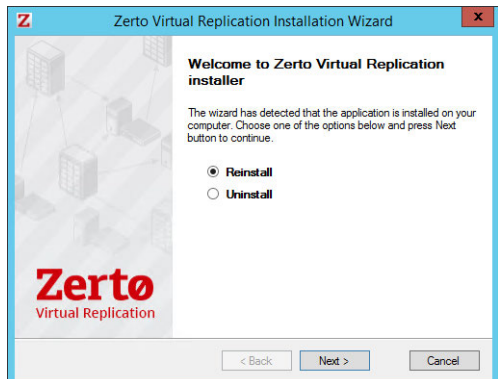 Z
Zerto Virtual Replication Installation Wizard
x
Welcome to Zerto Virtual Replication
installer
The wizard has detected that the application is installed on your
computer. Choose one of the options below and press Next
button to continue.
Reinstall
Uninstall
Zertø
Virtual Replication
< Back
Next >
Cancel